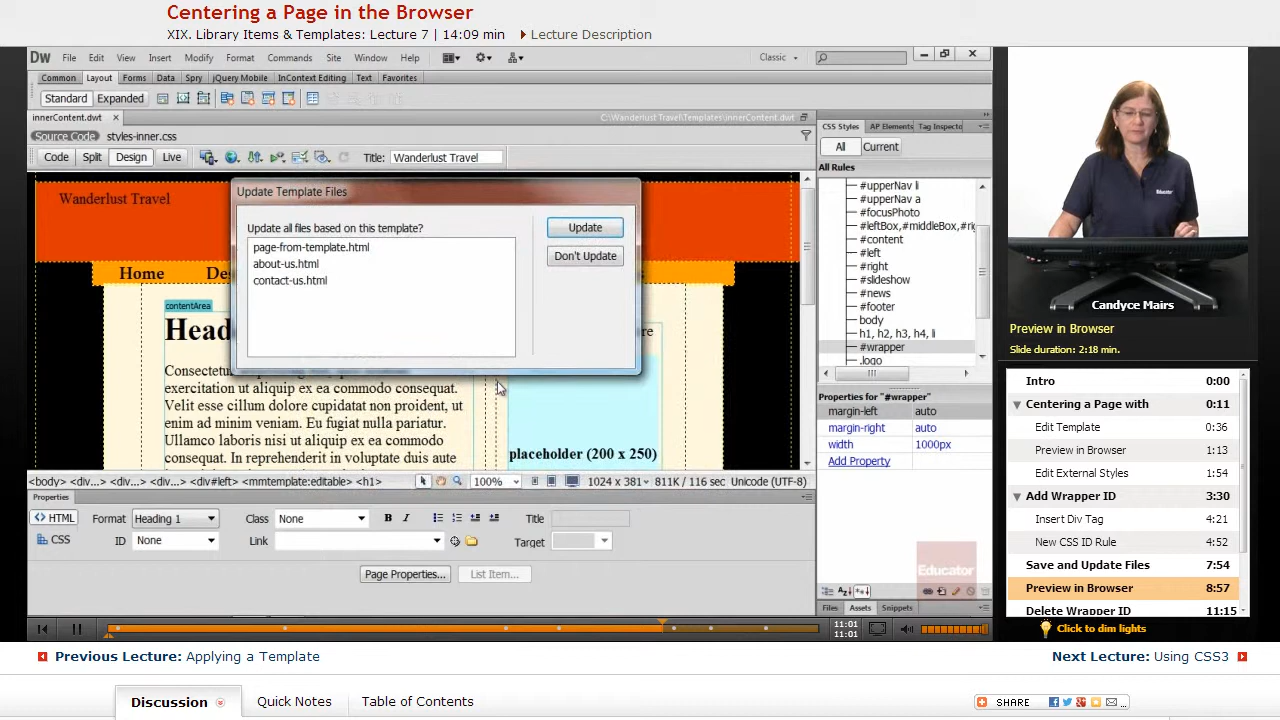 Centering a Page in the Browser
XIX. Library Items & Templates: Lecture 7 | 14:09 min
Lecture Description
DW File Edit View Insert Modify Format Commands Site Window Help Classic
Common Layout Forms Data Spry jQuery Mobile InContext Editing Text Favorites
Standard Expanded
innerContent.dwt
C:\Wanderlust Travel\Templates\innerContent.dwt
Source Code styles-inner.css
Code Split Design Live Title: Wanderlust Travel
Wanderlust Travel
Home
contentArea
Update Template Files
Update all files based on this template?
page-from-template.html
about-us.html
contact-us.html
Update
Don't Update
exercitation ut aliquip ex ea commodo consequat.
Velit esse cillum dolore cupidatat non proident, ut
enim ad minim veniam. Eu fugiat nulla pariatur.
Ullamco laboris nisi ut aliquip ex ea commodo
consequat. In reprehenderit in voluptate duis aute
placeholder (200 x 250)
<body> <div...> <div...> <div#left> <mmtemplate:editable> <h1>
100% 1024 x 381 811K / 116 sec Unicode (UTF-8)
Properties
HTML Format Heading 1 Class None B I Title
CSS ID None Link Target
Page Properties... List Item...
CSS Styles AP Elements Tag Inspecto
All Current
All Rules
#upperNav li
#upperNav a
#focusPhoto
#leftBox,#middleBox,#rig
#content
#left
#right
#slideshow
#news
#footer
body
h1, h2, h3, h4, li
#wrapper
.logo
Properties for "#wrapper"
margin-left auto
margin-right auto
width 1000px
Add Property
Educator
Files Assets Snippets
11:01
11:01
Educator
Candyce Mairs
Preview in Browser
Slide duration: 2:18 min.
Intro 0:00
Centering a Page with 0:11
Edit Template 0:36
Preview in Browser 1:13
Edit External Styles 1:54
Add Wrapper ID 3:30
Insert Div Tag 4:21
New CSS ID Rule 4:52
Save and Update Files 7:54
Preview in Browser 8:57
Delete Wrapper ID 11:15
Click to dim lights
Previous Lecture: Applying a Template
Next Lecture: Using CSS3
Discussion Quick Notes Table of Contents
SHARE